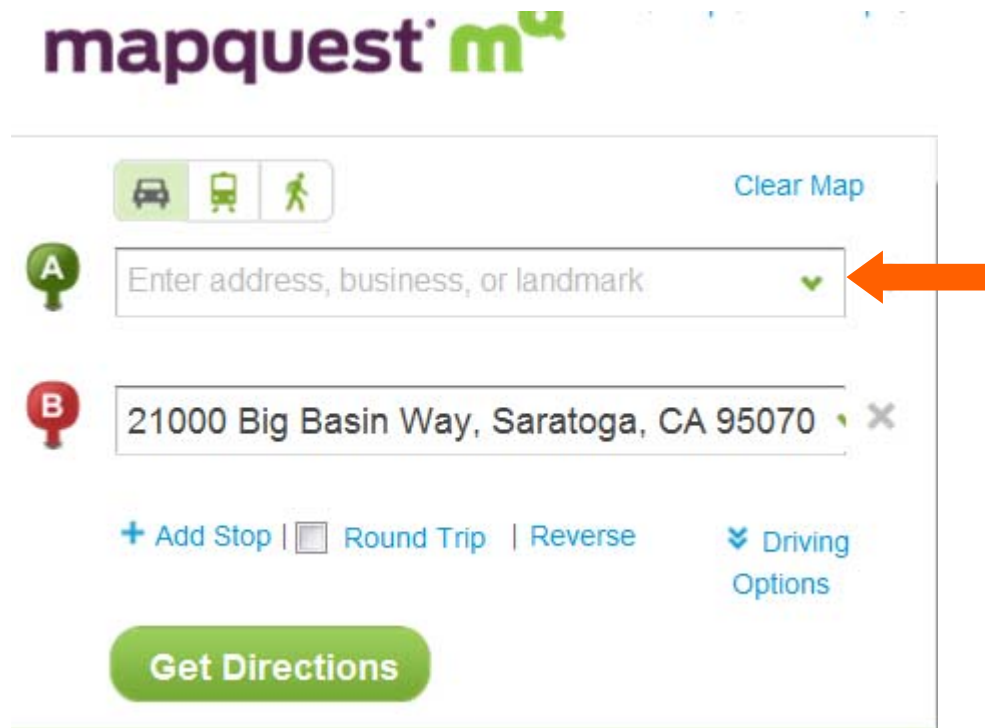 mapquest mQ
Clear Map
A
Enter address, business, or landmark
B
21000 Big Basin Way, Saratoga, CA 95070
+ Add Stop | Round Trip | Reverse
Driving
Options
Get Directions